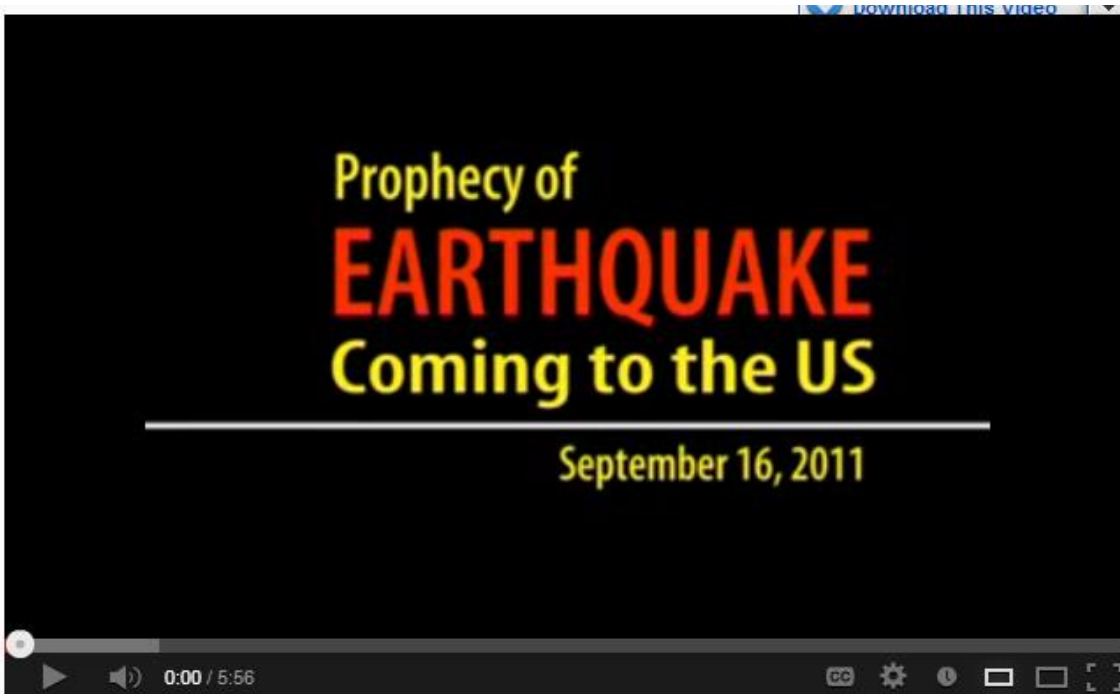 Download This Video
Prophecy of
EARTHQUAKE
Coming to the US
September 16, 2011
0:00 / 5:56
CC